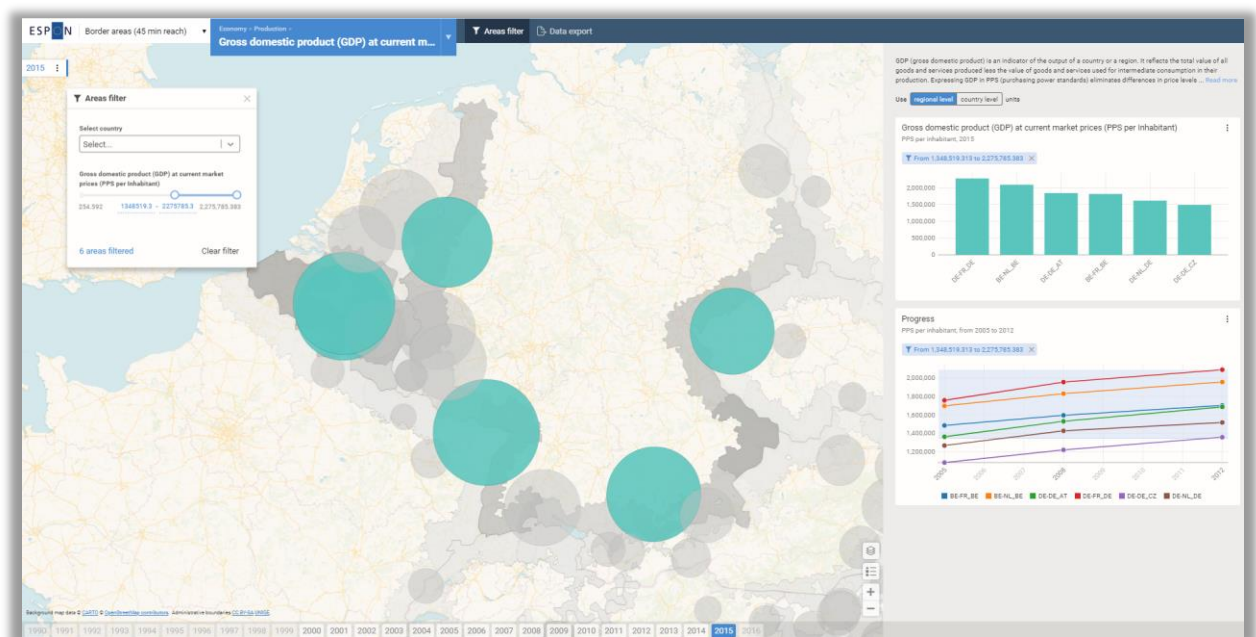 ESPON
Border areas (45 min reach)
Economy - Production -
Gross domestic product (GDP) at current m...
Areas filter
Data export
2015
Areas filter
Select country
Select...
Gross domestic product (GDP) at current market
prices (PPS per Inhabitant)
254.592 1348519.3 - 2275785.3 2,275,785.383
6 areas filtered Clear filter
GDP (gross domestic product) is an indicator of the output of a country or a region. It reflects the total value of all
goods and services produced less the value of goods and services used for intermediate consumption in their
production. Expressing GDP in PPS (purchasing power standards) eliminates differences in price levels ... Read more
Use regional level country level units
Gross domestic product (GDP) at current market prices (PPS per Inhabitant)
PPS per inhabitant, 2015
From 1,348,519.313 to 2,275,785.383
2,000,000
1,500,000
1,000,000
500,000
0
DE-FR_DE BE-NL_BE DE-DE_AT BE-FR_BE DE-NL_DE DE-DE_CZ
Progress
PPS per inhabitant, from 2005 to 2012
From 1,348,519.313 to 2,275,785.383
2,000,000
1,800,000
1,600,000
1,400,000
1,200,000
2005 2006 2007 2008 2009 2010 2011 2012
BE-FR_BE BE-NL_BE DE-DE_AT DE-FR_DE DE-DE_CZ DE-NL_DE
Background map data © CARTO © OpenStreetMap contributors. Administrative boundaries CC BY-SA UMSGE.
1990 1991 1992 1993 1994 1995 1996 1997 1998 1999 2000 2001 2002 2003 2004 2005 2006 2007 2008 2009 2010 2011 2012 2013 2014 2015 2016